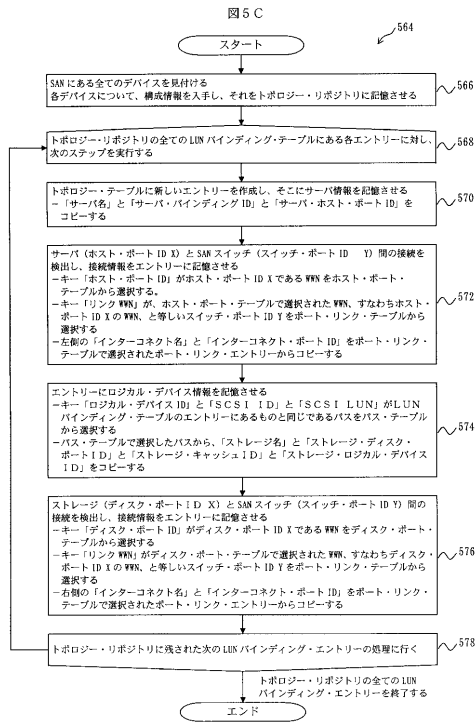 図５Ｃ
564
スタート
SANにある全てのデバイスを見付ける
各デバイスについて、構成情報を入手し、それをトポロジー・リポジトリに記憶させる
566
トポロジー・リポジトリの全てのLUNバインディング・テーブルにある各エントリーに対し、
次のステップを実行する
568
トポロジー・テーブルに新しいエントリーを作成し、そこにサーバ情報を記憶させる
－「サーバ名」と「サーバ・バインディングID」と「サーバ・ホスト・ポートID」を
コピーする
570
サーバ（ホスト・ポートID X）とSANスイッチ（スイッチ・ポートID　Y）間の接続を
検出し、接続情報をエントリーに記憶させる
－キー「ホスト・ポートID」がホスト・ポートID XであるWWNをホスト・ポート・
テーブルから選択する。
－キー「リンクWWN」が、ホスト・ポート・テーブルで選択されたWWN、すなわちホスト・
ポートID XのWWN、と等しいスイッチ・ポートID Yをポート・リンク・テーブルから
選択する
－左側の「インターコネクト名」と「インターコネクト・ポートID」をポート・リンク・
テーブルで選択されたポート・リンク・エントリーからコピーする
572
エントリーにロジカル・デバイス情報を記憶させる
－キー「ロジカル・デバイスID」と「ＳＣＳＩ ＩＤ」と「ＳＣＳＩ ＬＵＮ」がＬＵＮ
バインディング・テーブルのエントリーにあるものと同じであるパスをパス・テーブル
から選択する
－パス・テーブルで選択したパスから、「ストレージ名」と「ストレージ・ディスク・
ポートＩＤ」と「ストレージ・キャッシュＩＤ」と「ストレージ・ロジカル・デバイス
ＩＤ」をコピーする
574
ストレージ（ディスク・ポートＩＤ Ｘ）とSANスイッチ（スイッチ・ポートID Y）間の
接続を検出し、接続情報をエントリーに記憶させる
－キー「ディスク・ポートID」がディスク・ポートID XであるWWNをディスク・ポート・
テーブルから選択する
－キー「リンクWWN」がディスク・ポート・テーブルで選択されたWWN、すなわちディスク・ポ
ートID XのWWN、と等しいスイッチ・ポートID Yをポート・リンク・テーブルから
選択する
－右側の「インターコネクト名」と「インターコネクト・ポートID」をポート・リンク・
テーブルで選択されたポート・リンク・エントリーからコピーする
576
トポロジー・リポジトリに残された次のLUNバインディング・エントリーの処理に行く
578
トポロジー・リポジトリの全てのLUN
バインディング・エントリーを終了する
エンド